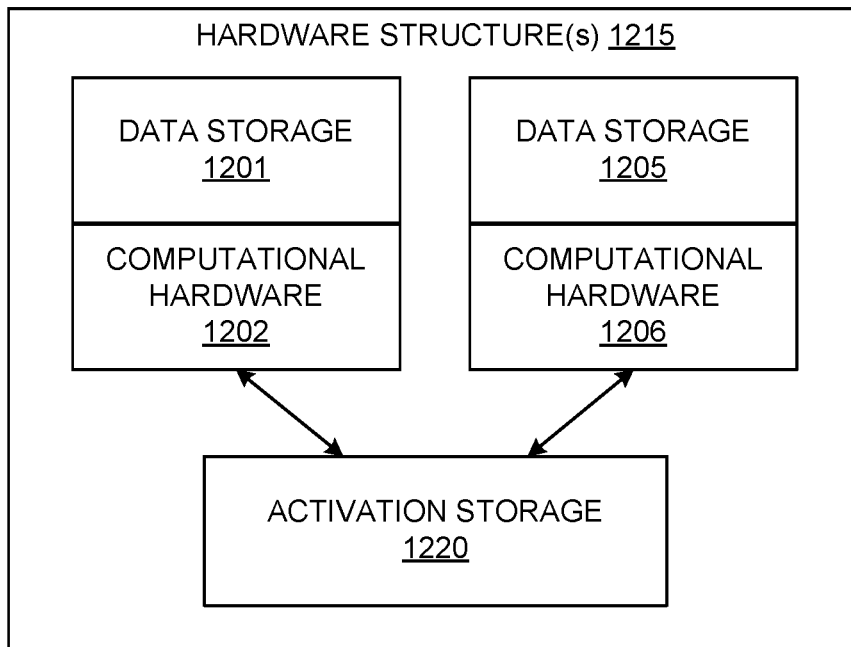 HARDWARE STRUCTURE(s) 1215
DATA STORAGE
1201
DATA STORAGE
1205
COMPUTATIONAL
HARDWARE
1202
COMPUTATIONAL
HARDWARE
1206
ACTIVATION STORAGE
1220